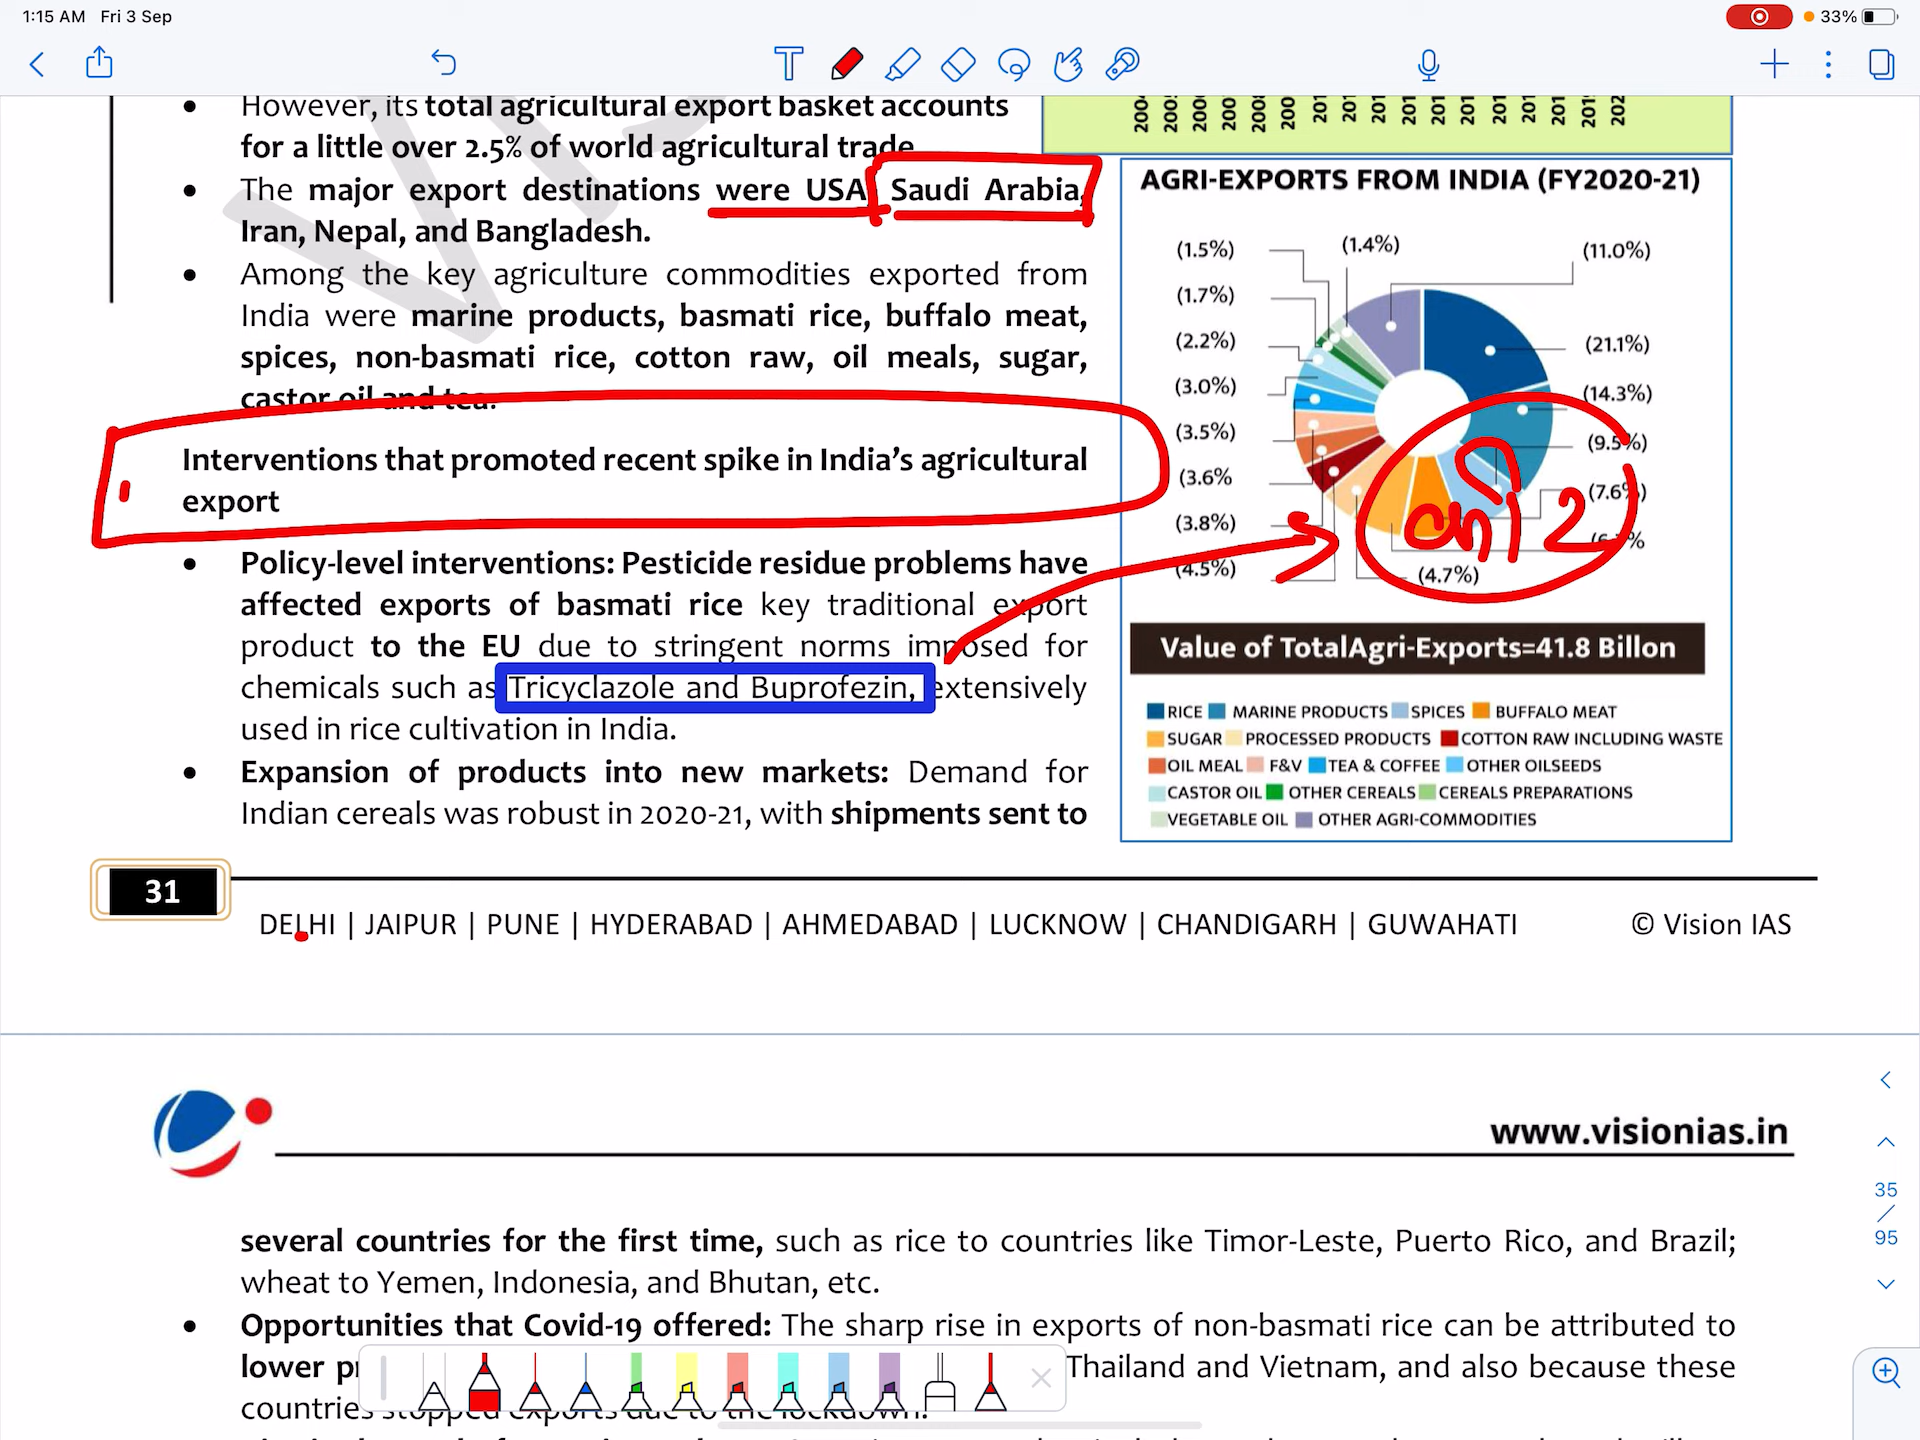 1:15 AM Fri 3 Sep
33%
However, its total agricultural export basket accounts
for a little over 2.5% of world agricultural trade
The major export destinations were USA, Saudi Arabia,
Iran, Nepal, and Bangladesh.
Among the key agriculture commodities exported from
India were marine products, basmati rice, buffalo meat,
spices, non-basmati rice, cotton raw, oil meals, sugar,
castor oil and tea.
Interventions that promoted recent spike in India's agricultural
export
Policy-level interventions: Pesticide residue problems have
affected exports of basmati rice key traditional export
product to the EU due to stringent norms imposed for
chemicals such as Tricyclazole and Buprofezin, extensively
used in rice cultivation in India.
Expansion of products into new markets: Demand for
Indian cereals was robust in 2020-21, with shipments sent to
2004
2005
AGRI-EXPORTS FROM INDIA (FY2020-21)
(1.5%)
(1.4%)
(11.0%)
(1.7%)
(2.2%)
(21.1%)
(3.0%)
(14.3%)
(3.5%)
(9.5%)
(3.6%
(7.6%)
(3.8%)
(4.5%)
(4.7%)
Value of TotalAgri-Exports=41.8 Billon
RICE MARINE PRODUCTS SPICES BUFFALO MEAT
SUGAR PROCESSED PRODUCTS COTTON RAW INCLUDING WASTE
OIL MEAL F&V TEA & COFFEE OTHER OILSEEDS
CASTOR OIL OTHER CEREALS CEREALS PREPARATIONS
VEGETABLE OIL OTHER AGRI-COMMODITIES
31
DELHI | JAIPUR | PUNE | HYDERABAD | AHMEDABAD | LUCKNOW | CHANDIGARH | GUWAHATI © Vision IAS
www.visionias.in
35
/
95
several countries for the first time, such as rice to countries like Timor-Leste, Puerto Rico, and Brazil;
wheat to Yemen, Indonesia, and Bhutan, etc.
Opportunities that Covid-19 offered: The sharp rise in exports of non-basmati rice can be attributed to
lower Thailand and Vietnam, and also because these
countries stopped exports due to the lockdown.